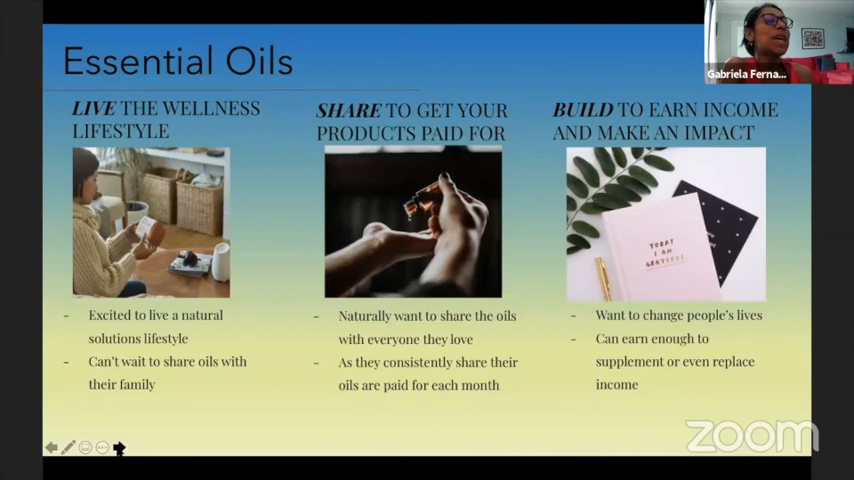 Essential Oils
LIVE THE WELLNESS
LIFESTYLE
- Excited to live a natural
solutions lifestyle
- Can't wait to share oils with
their family
SHARE TO GET YOUR
PRODUCTS PAID FOR
- Naturally want to share the oils
with everyone they love
- As they consistently share their
oils are paid for each month
BUILD TO EARN INCOME
AND MAKE AN IMPACT
TODAY
I AM
GRATEFUL
- Want to change people's lives
- Can earn enough to
supplement or even replace
income
Gabriela Ferna...
zoom